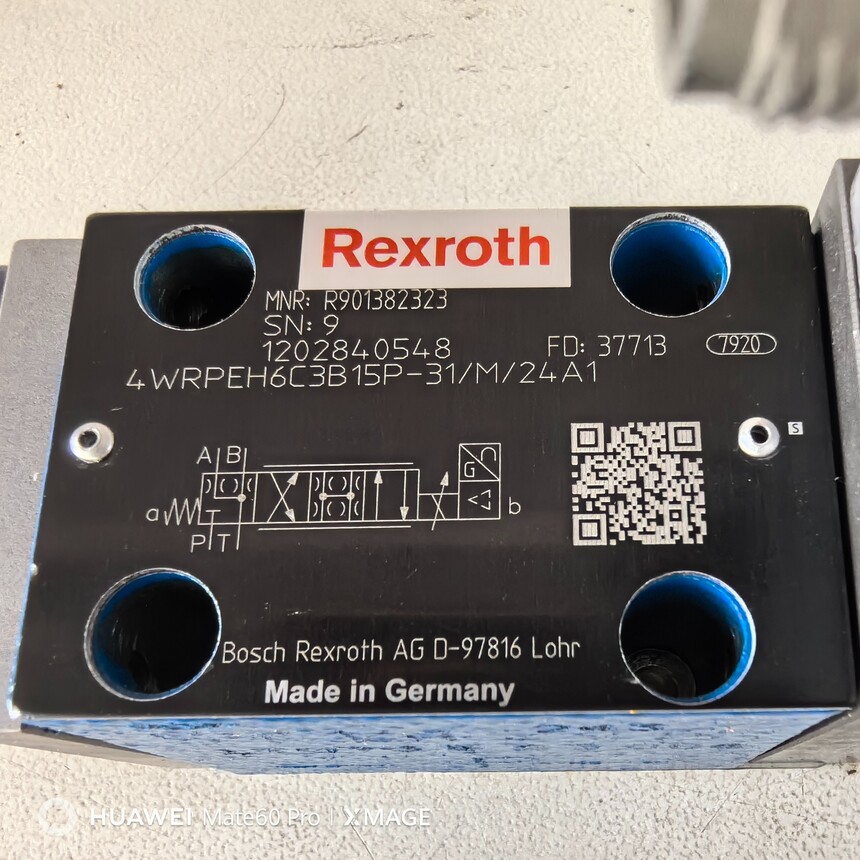 Rexroth
MNR: R901382323
SN: 9
1202840548 FD: 37713 7920
4WRPEH6C3B15P-31/M/24A1
S
A B
G
a b
P T
Bosch Rexroth AG D-97816 Lohr
Made in Germany
HUAWEI Mate60 Pro | XMAGE